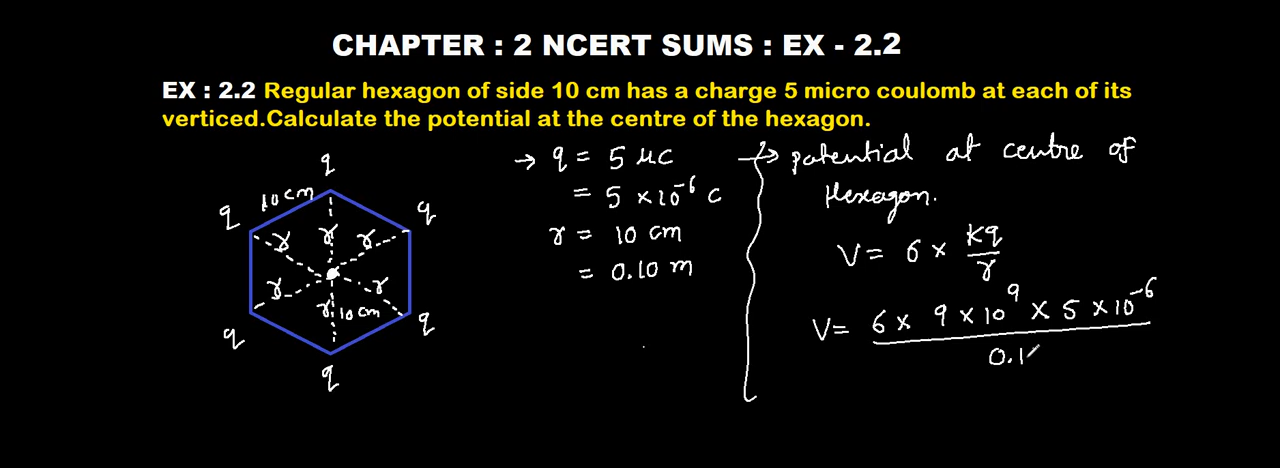 CHAPTER : 2 NCERT SUMS : EX - 2.2
EX : 2.2 Regular hexagon of side 10 cm has a charge 5 micro coulomb at each of its
verticed.Calculate the potential at the centre of the hexagon.
q
10 cm
q
q
r r r
r r
r 10 cm
q
q
q
→ q = 5 μC
= 5 × 10⁻⁶ C
r = 10 cm
= 0.10 m
→ potential at centre of
Hexagon.
V = 6 × kq/r
V = 6 × 9 × 10⁹ × 5 × 10⁻⁶
0.1